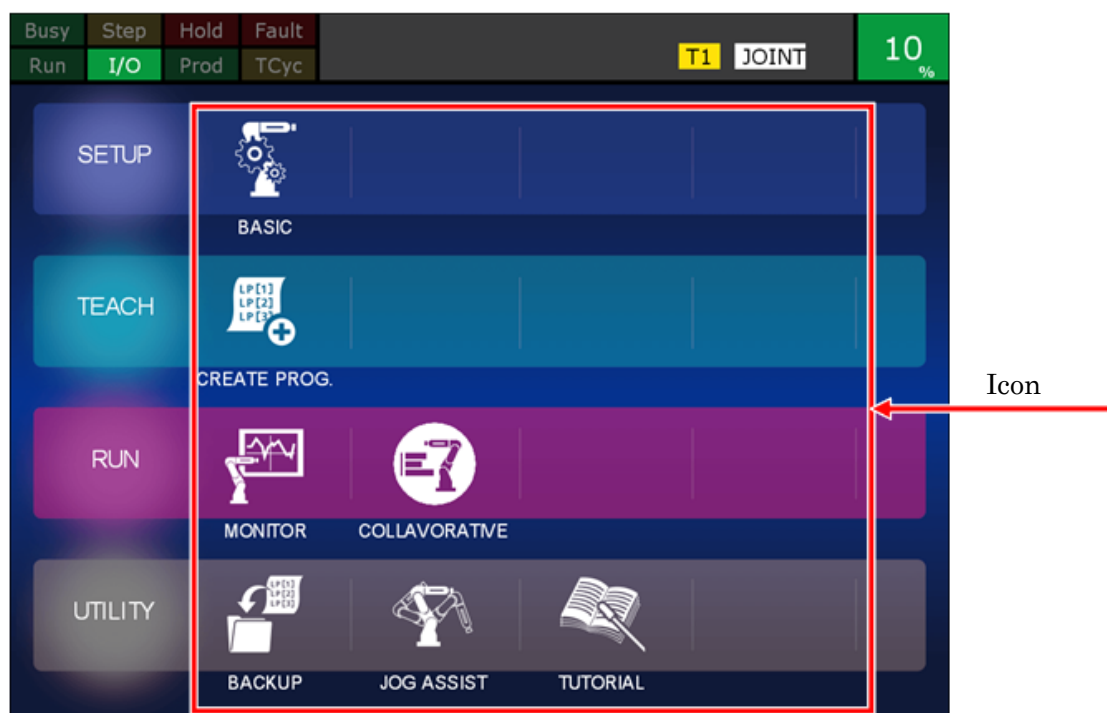 Busy Step Hold Fault
Run I/O Prod TCyc
T1 JOINT
10 %
SETUP
BASIC
TEACH
LP[1]
LP[2]
LP[3]
CREATE PROG.
Icon
RUN
MONITOR COLLAVORATIVE
UTILITY
LP[1]
LP[2]
LP[3]
BACKUP JOG ASSIST TUTORIAL